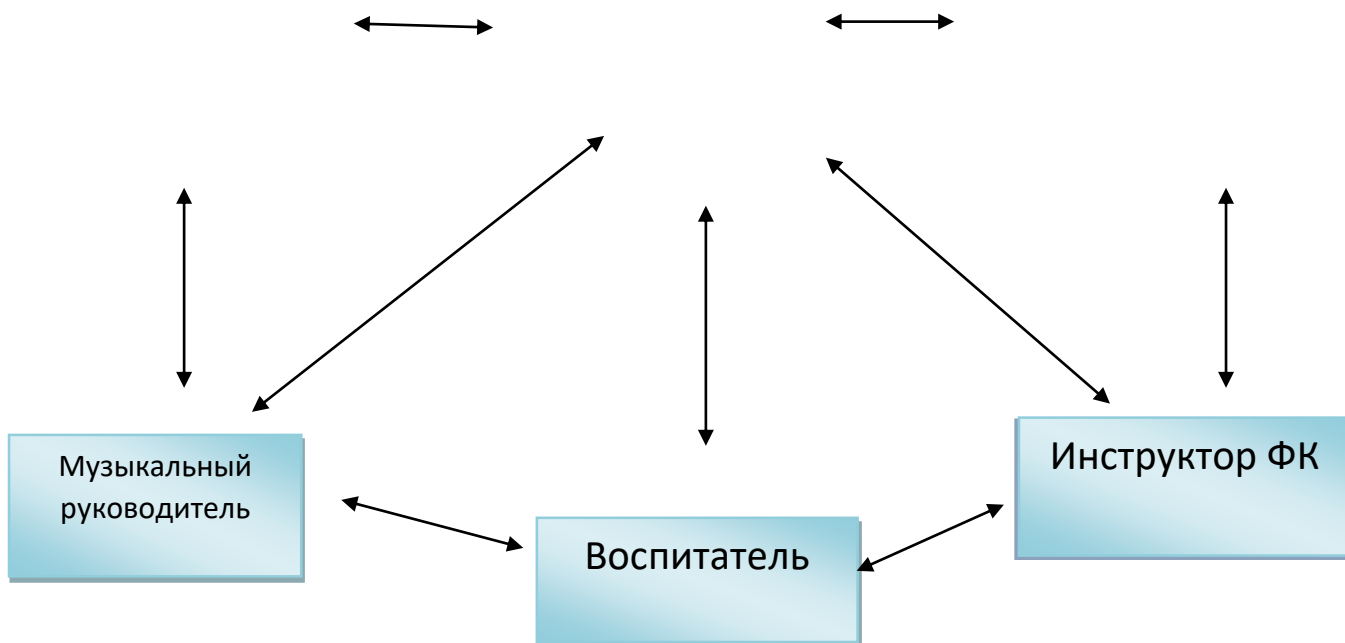 Музыкальный
руководитель
Воспитатель
Инструктор ФК